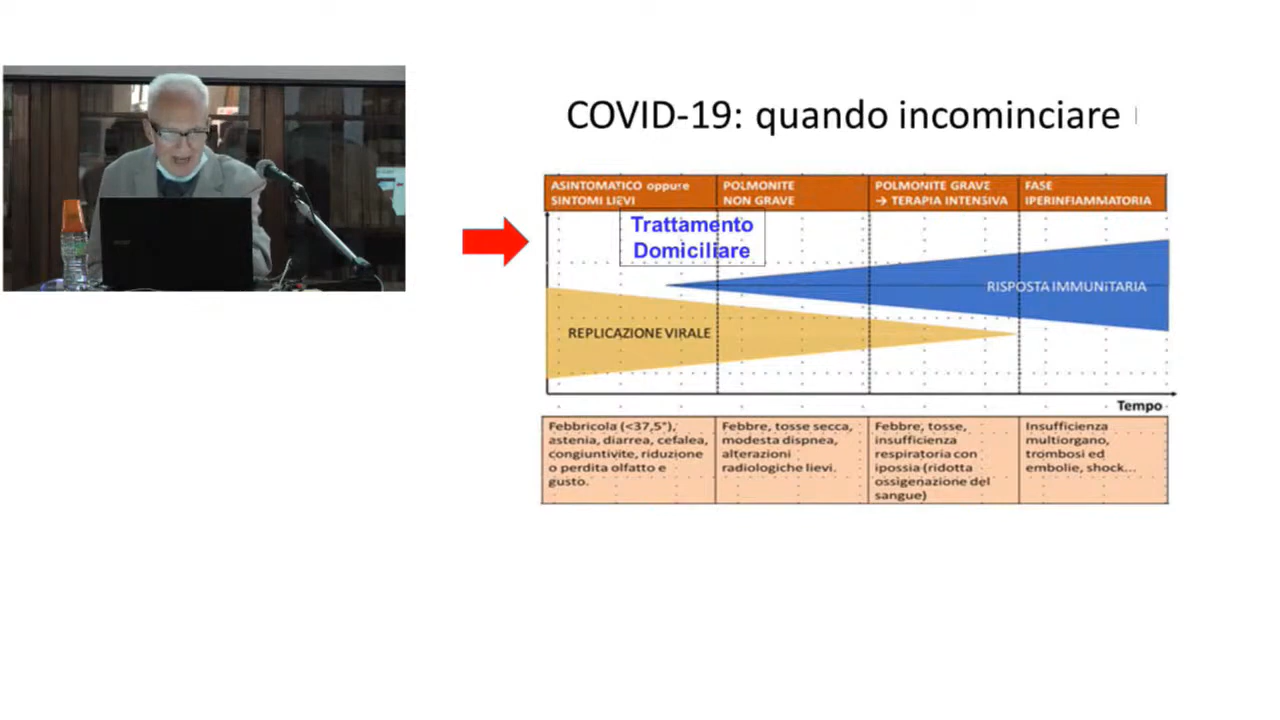 COVID-19: quando incominciare
ASINTOMATICO oppure
SINTOMI LIEVI
POLMONITE
NON GRAVE
POLMONITE GRAVE
→ TERAPIA INTENSIVA
FASE
IPERINFIAMMATORIA
Trattamento
Domiciliare
RISPOSTA IMMUNITARIA
REPLICAZIONE VIRALE
Tempo
Febbricola (<37,5°),
astenia, diarrea, cefalea,
congiuntivite, riduzione
o perdita olfatto e
gusto.
Febbre, tosse secca,
modesta dispnea,
alterazioni
radiologiche lievi.
Febbre, tosse,
insufficienza
respiratoria con
ipossia (ridotta
ossigenazione del
sangue)
Insufficienza
multiorgano,
trombosi ed
embolie, shock...